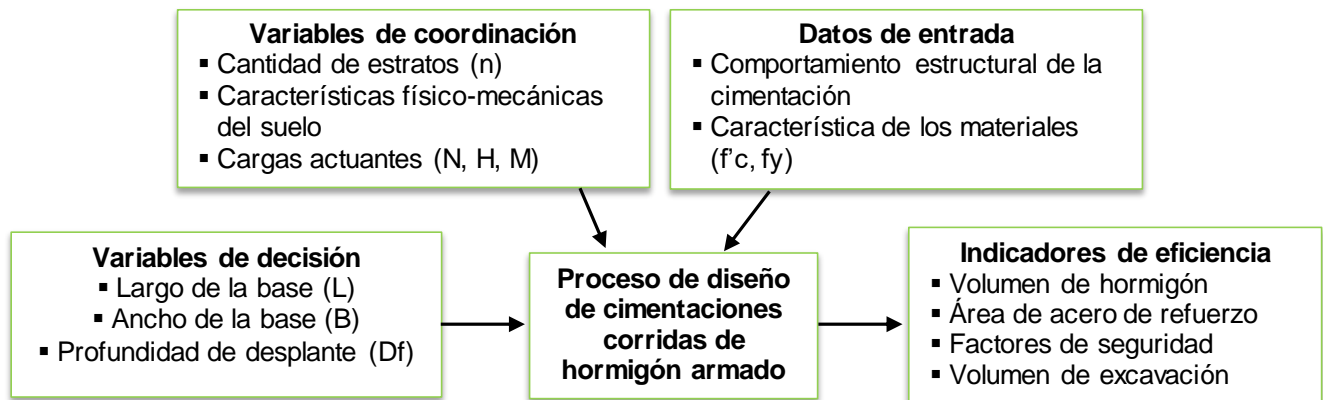 Variables de coordinación
▪ Cantidad de estratos (n)
▪ Características físico-mecánicas
del suelo
▪ Cargas actuantes (N, H, M)
Datos de entrada
▪ Comportamiento estructural de la
cimentación
▪ Característica de los materiales
(f'c, fy)
Variables de decisión
▪ Largo de la base (L)
▪ Ancho de la base (B)
▪ Profundidad de desplante (Df)
Proceso de diseño
de cimentaciones
corridas de
hormigón armado
Indicadores de eficiencia
▪ Volumen de hormigón
▪ Área de acero de refuerzo
▪ Factores de seguridad
▪ Volumen de excavación